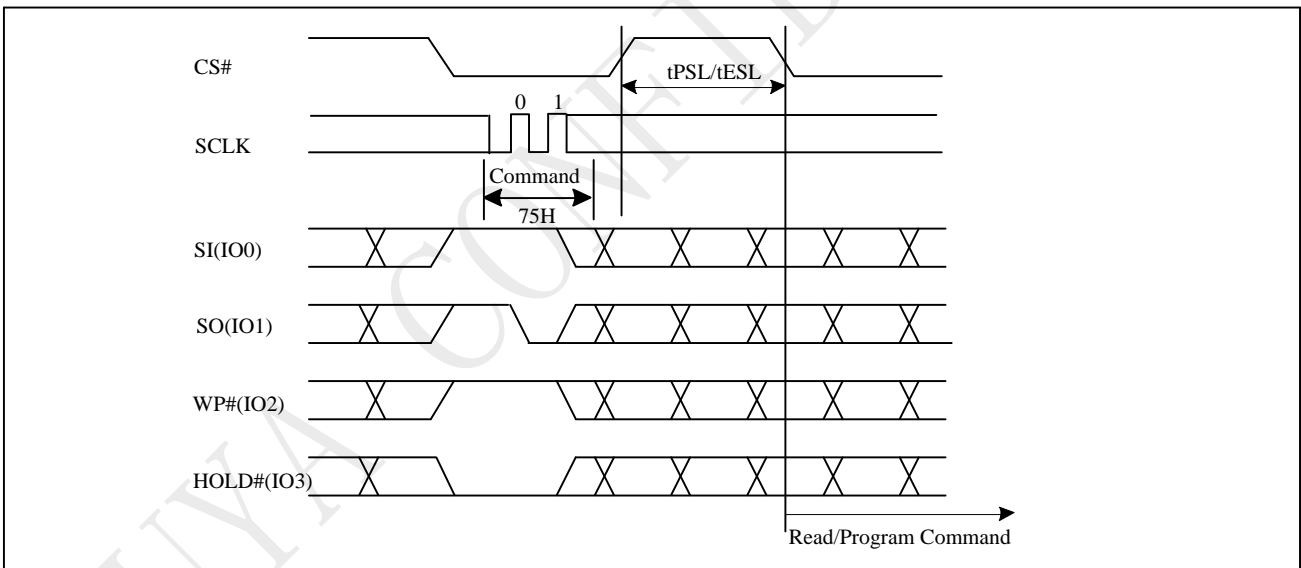 CS#
tPSL/tESL
0 1
SCLK
Command
75H
SI(IO0)
SO(IO1)
WP#(IO2)
HOLD#(IO3)
Read/Program Command